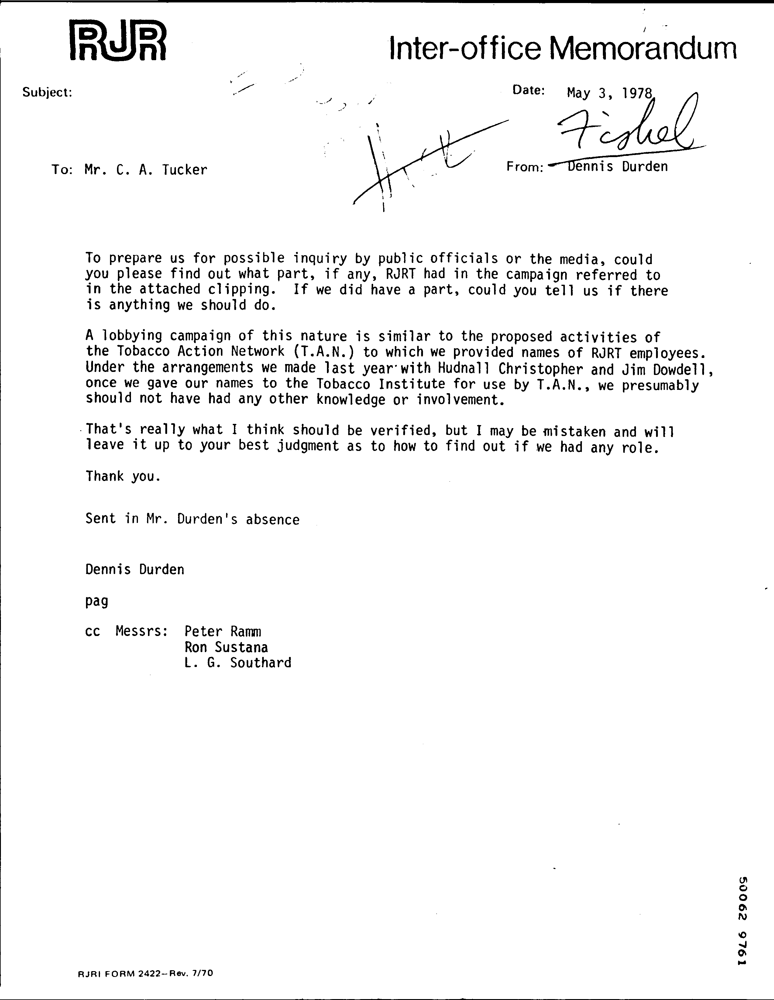 RJR
Inter-office Memorandum
Subject:
Date: May 3, 1978
Fishel
To: Mr. C. A. Tucker
From: Dennis Durden
To prepare us for possible inquiry by public officials or the media, could
you please find out what part, if any, RJRT had in the campaign referred to
in the attached clipping. If we did have a part, could you tell us if there
is anything we should do.
A lobbying campaign of this nature is similar to the proposed activities of
the Tobacco Action Network (T.A.N.) to which we provided names of RJRT employees.
Under the arrangements we made last year with Hudnall Christopher and Jim Dowdell,
once we gave our names to the Tobacco Institute for use by T.A.N., we presumably
should not have had any other knowledge or involvement.
That's really what I think should be verified, but I may be mistaken and will
leave it up to your best judgment as to how to find out if we had any role.
Thank you.
Sent in Mr. Durden's absence
Dennis Durden
pag
cc Messrs: Peter Ramm
Ron Sustana
L. G. Southard
50062 9761
RJRI FORM 2422--Rev. 7/70